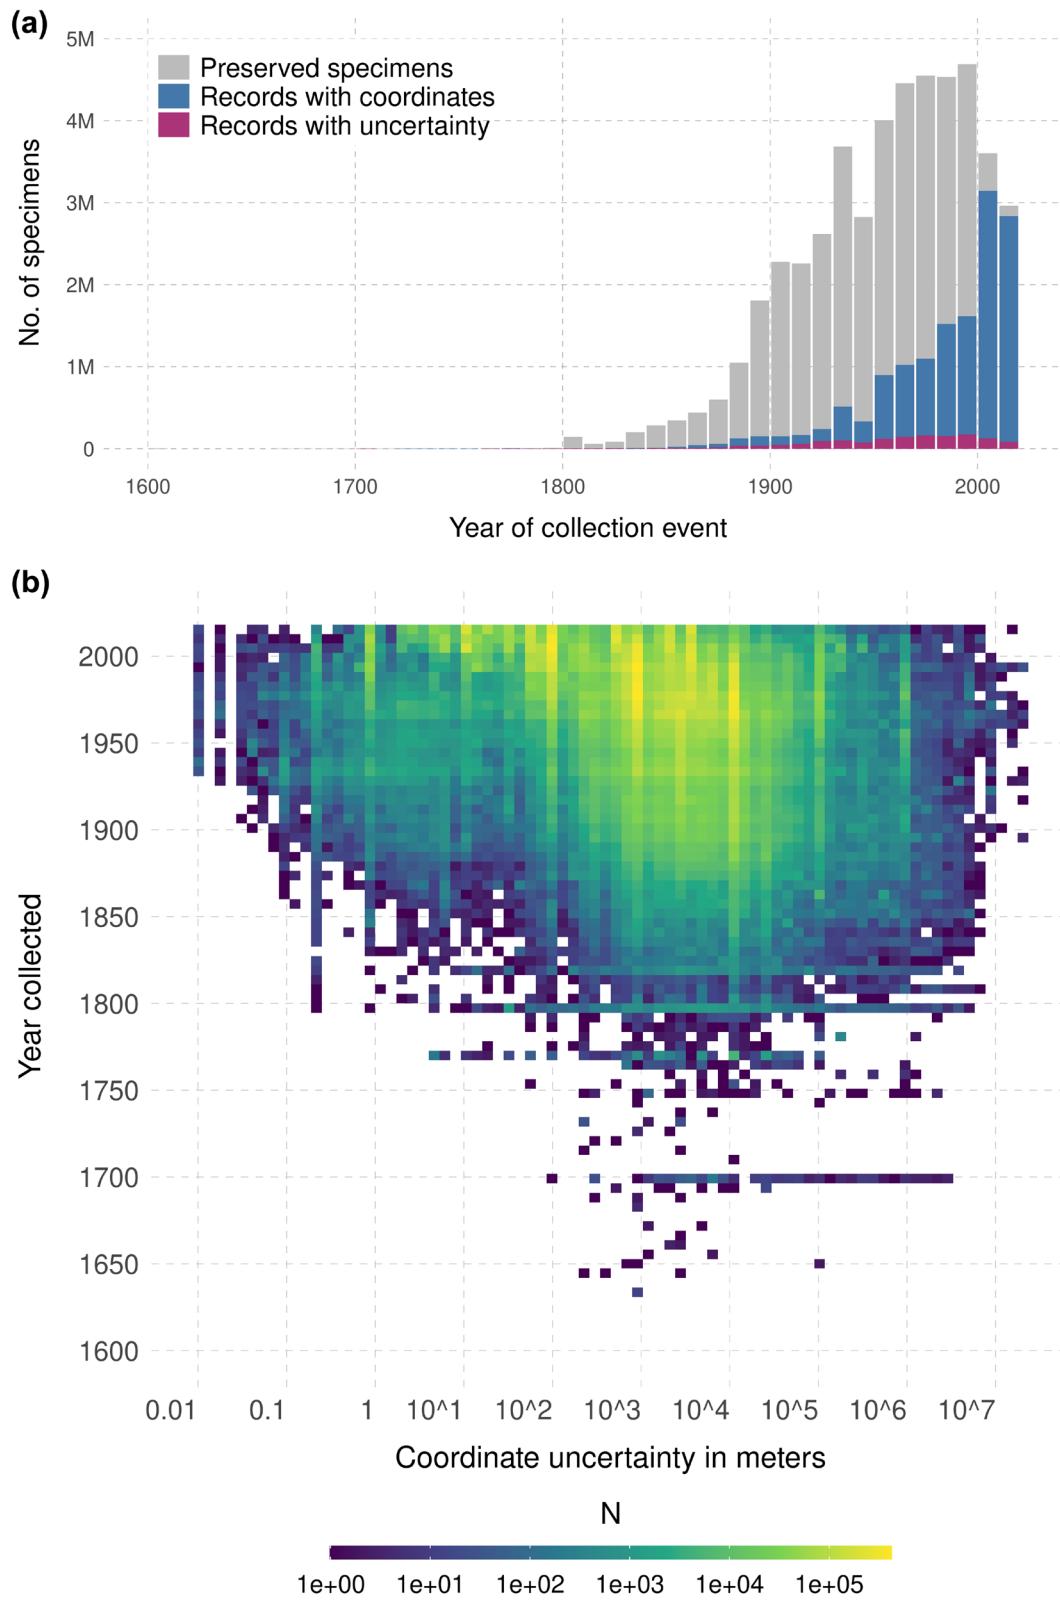 (a)
5M
4M
3M
2M
1M
0
No. of specimens
Preserved specimens
Records with coordinates
Records with uncertainty
1600 1700 1800 1900 2000
Year of collection event
(b)
2000
1950
1900
1850
1800
1750
1700
1650
1600
Year collected
0.01 0.1 1 10^1 10^2 10^3 10^4 10^5 10^6 10^7
Coordinate uncertainty in meters
N
1e+00 1e+01 1e+02 1e+03 1e+04 1e+05